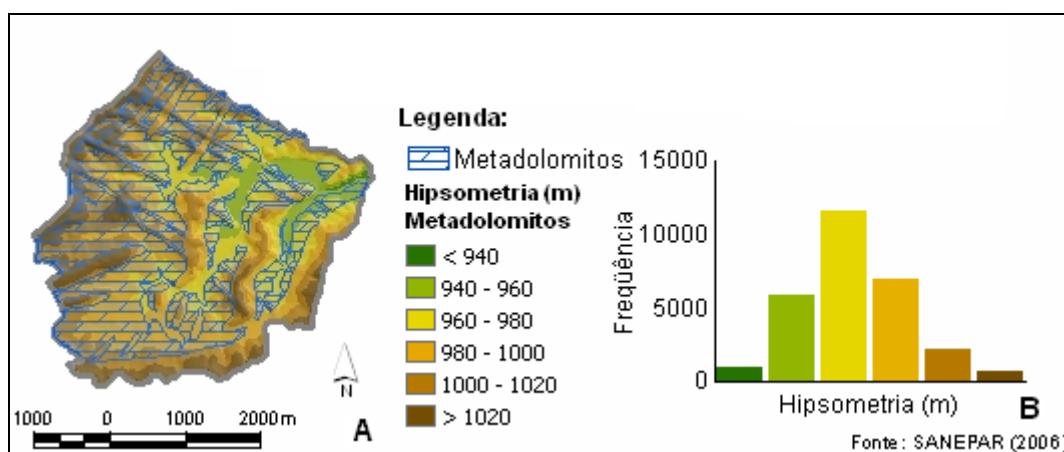 Legenda:
Metadolomitos
Hipsometria (m)
Metadolomitos
< 940
940 - 960
960 - 980
980 - 1000
1000 - 1020
> 1020
1000 0 1000 2000 m
A
N
15000
10000
5000
0
Freqüência
Hipsometria (m)
B
Fonte: SANEPAR (2006)